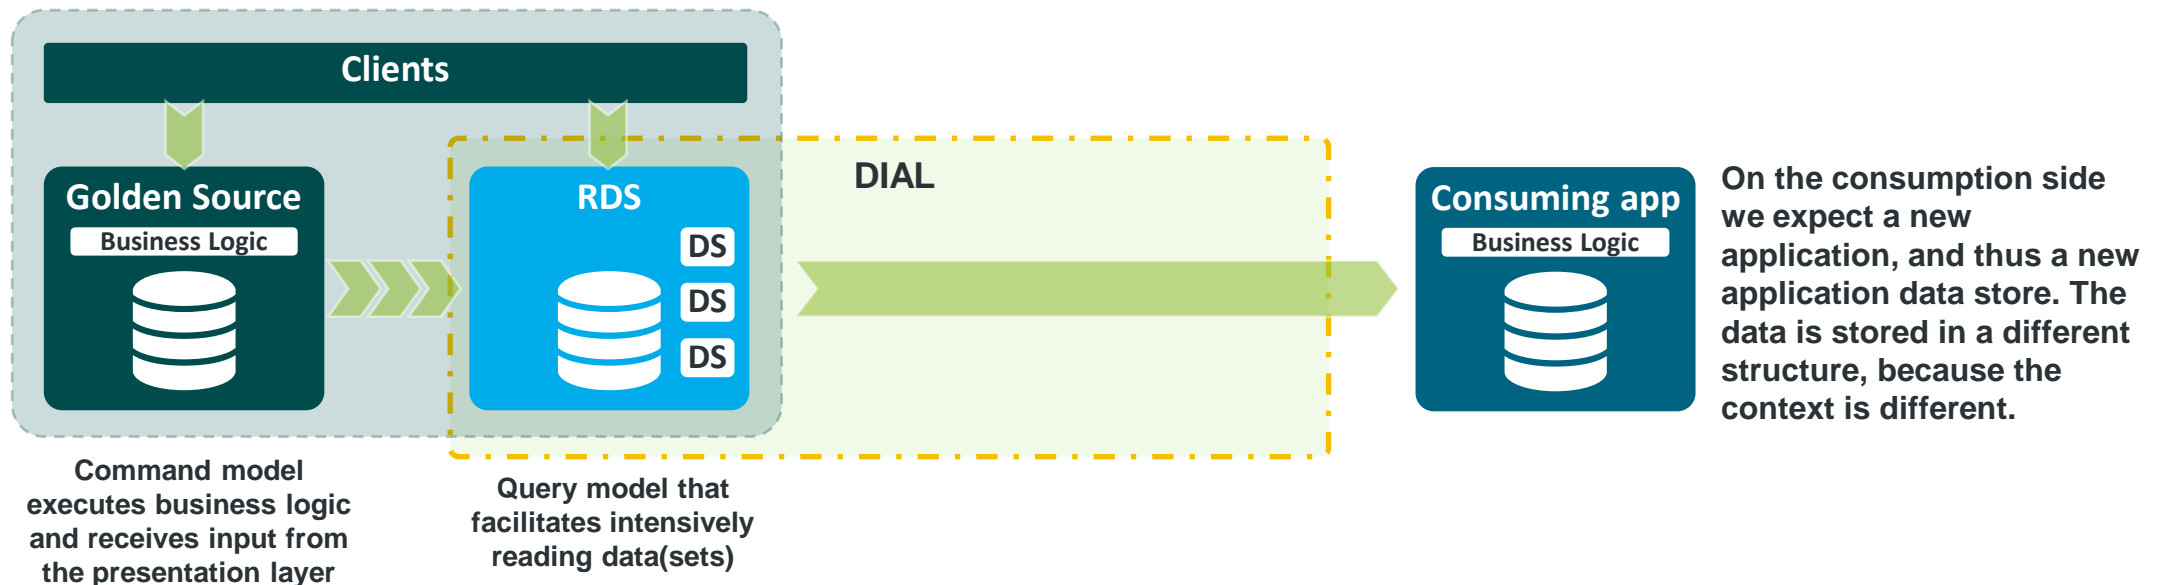 Clients
Golden Source
Business Logic
RDS
DS
DS
DS
DIAL
Consuming app
Business Logic
On the consumption side
we expect a new
application, and thus a new
application data store. The
data is stored in a different
structure, because the
context is different.
Command model
executes business logic
and receives input from
the presentation layer
Query model that
facilitates intensively
reading data(sets)